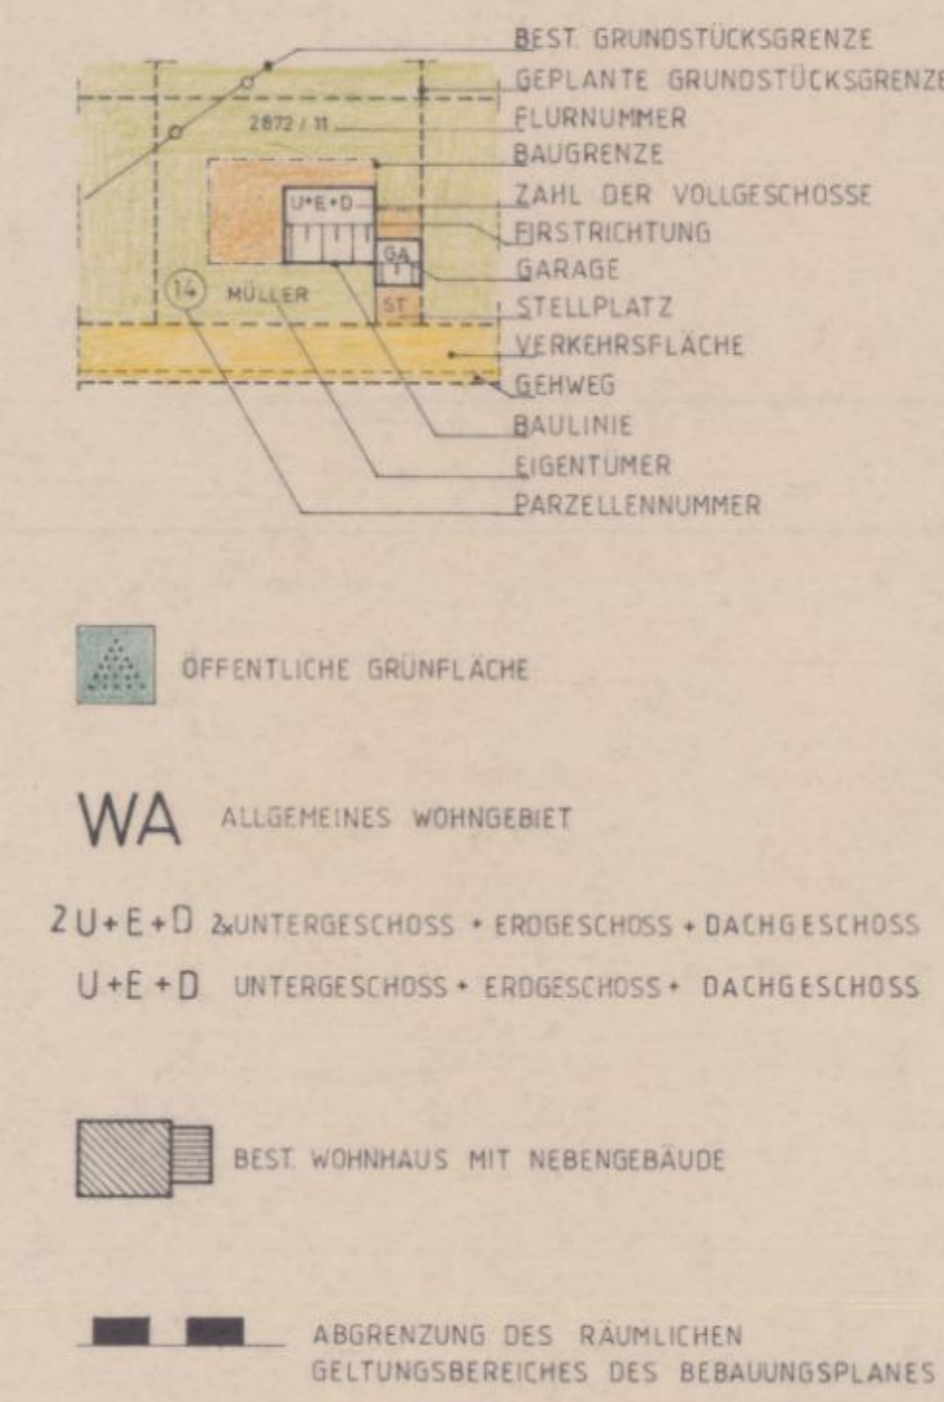 BEST. GRUNDSTÜCKSGRENZE
GEPLANTE GRUNDSTÜCKSGRENZE
2872 / 11 FLURNUMMER
BAUGRENZE
U+E+D ZAHL DER VOLLGESCHOSSE
FIRSTRICHTUNG
GA GARAGE
14 MÜLLER
ST STELLPLATZ
VERKEHRSFLÄCHE
GEHWEG
BAULINIE
EIGENTÜMER
PARZELLENNUMMER
ÖFFENTLICHE GRÜNFLÄCHE
WA ALLGEMEINES WOHNGEBIET
2 U+E+D 2xUNTERGESCHOSS + ERDGESCHOSS + DACHGESCHOSS
U+E+D UNTERGESCHOSS + ERDGESCHOSS + DACHGESCHOSS
BEST. WOHNHAUS MIT NEBENGEBÄUDE
ABGRENZUNG DES RÄUMLICHEN
GELTUNGSBEREICHES DES BEBAUUNGSPLANES